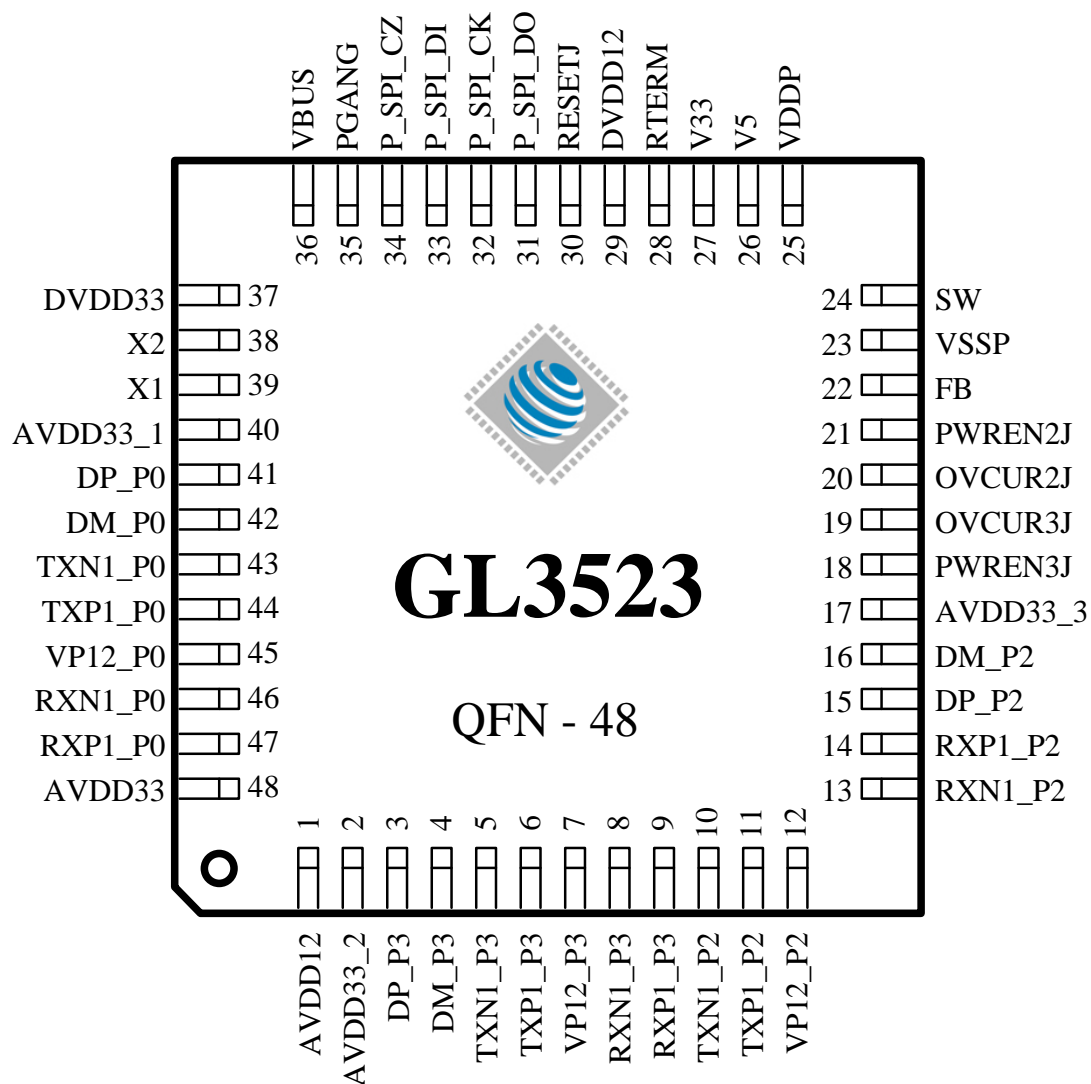 VBUS
PGANG
P_SPI_CZ
P_SPI_DI
P_SPI_CK
P_SPI_DO
RESETJ
DVDD12
RTERM
V33
V5
VDDP
36
35
34
33
32
31
30
29
28
27
26
25
DVDD33 37
X2 38
X1 39
AVDD33_1 40
DP_P0 41
DM_P0 42
TXN1_P0 43
TXP1_P0 44
VP12_P0 45
RXN1_P0 46
RXP1_P0 47
AVDD33 48
24 SW
23 VSSP
22 FB
21 PWREN2J
20 OVCUR2J
19 OVCUR3J
18 PWREN3J
17 AVDD33_3
16 DM_P2
15 DP_P2
14 RXP1_P2
13 RXN1_P2
GL3523
QFN - 48
1
2
3
4
5
6
7
8
9
10
11
12
AVDD12
AVDD33_2
DP_P3
DM_P3
TXN1_P3
TXP1_P3
VP12_P3
RXN1_P3
RXP1_P3
TXN1_P2
TXP1_P2
VP12_P2